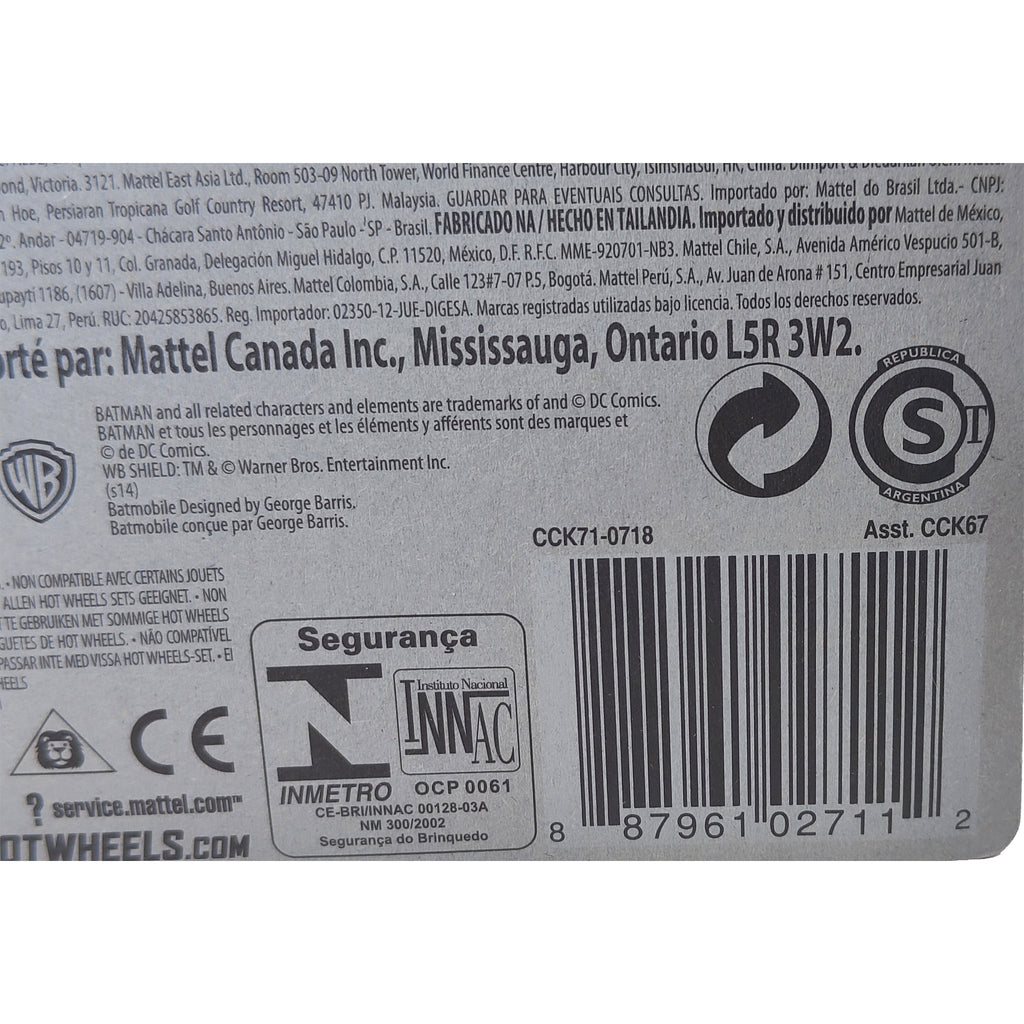 ond, Victoria. 3121. Mattel East Asia Ltd., Room 503-09 North Tower, World Finance Centre, Harbour City, Tsimshatsui, HK, China.
n Hoe, Persiaran Tropicana Golf Country Resort, 47410 PJ. Malaysia. GUARDAR PARA EVENTUAIS CONSULTAS. Importado por: Mattel do Brasil Ltda.- CNPJ:
2º. Andar - 04719-904 - Chácara Santo Antônio - São Paulo - SP - Brasil. FABRICADO NA / HECHO EN TAILANDIA. Importado y distribuido por Mattel de México,
193, Pisos 10 y 11, Col. Granada, Delegación Miguel Hidalgo, C.P. 11520, México, D.F. R.F.C. MME-920701-NB3. Mattel Chile, S.A., Avenida Américo Vespucio 501-B,
upaytí 1186, (1607) - Villa Adelina, Buenos Aires. Mattel Colombia, S.A., Calle 123#7-07 P.5, Bogotá. Mattel Perú, S.A., Av. Juan de Arona # 151, Centro Empresarial Juan
o, Lima 27, Perú. RUC: 20425853865. Reg. Importador: 02350-12-JUE-DIGESA. Marcas registradas utilizadas bajo licencia. Todos los derechos reservados.
orté par: Mattel Canada Inc., Mississauga, Ontario L5R 3W2.
BATMAN and all related characters and elements are trademarks of and © DC Comics.
BATMAN et tous les personnages et les éléments y afférents sont des marques et
© de DC Comics.
WB SHIELD: TM & © Warner Bros. Entertainment Inc.
(s14)
Batmobile Designed by George Barris.
Batmobile conçue par George Barris.
WB
REPUBLICA
S
T
ARGENTINA
CCK71-0718
Asst. CCK67
. • NON COMPATIBLE AVEC CERTAINS JOUETS
ALLEN HOT WHEELS SETS GEEIGNET. • NON
TE GEBRUIKEN MET SOMMIGE HOT WHEELS
GUETES DE HOT WHEELS. • NÃO COMPATÍVEL
PASSAR INTE MED VISSA HOT WHEELS-SET. • EI
HEELS
CE
? service.mattel.com™
OTWHEELS.COM
Segurança
Instituto Nacional
INNAC
INMETRO
OCP 0061
CE-BRI/INNAC 00128-03A
NM 300/2002
Segurança do Brinquedo
8 87961 02711 2